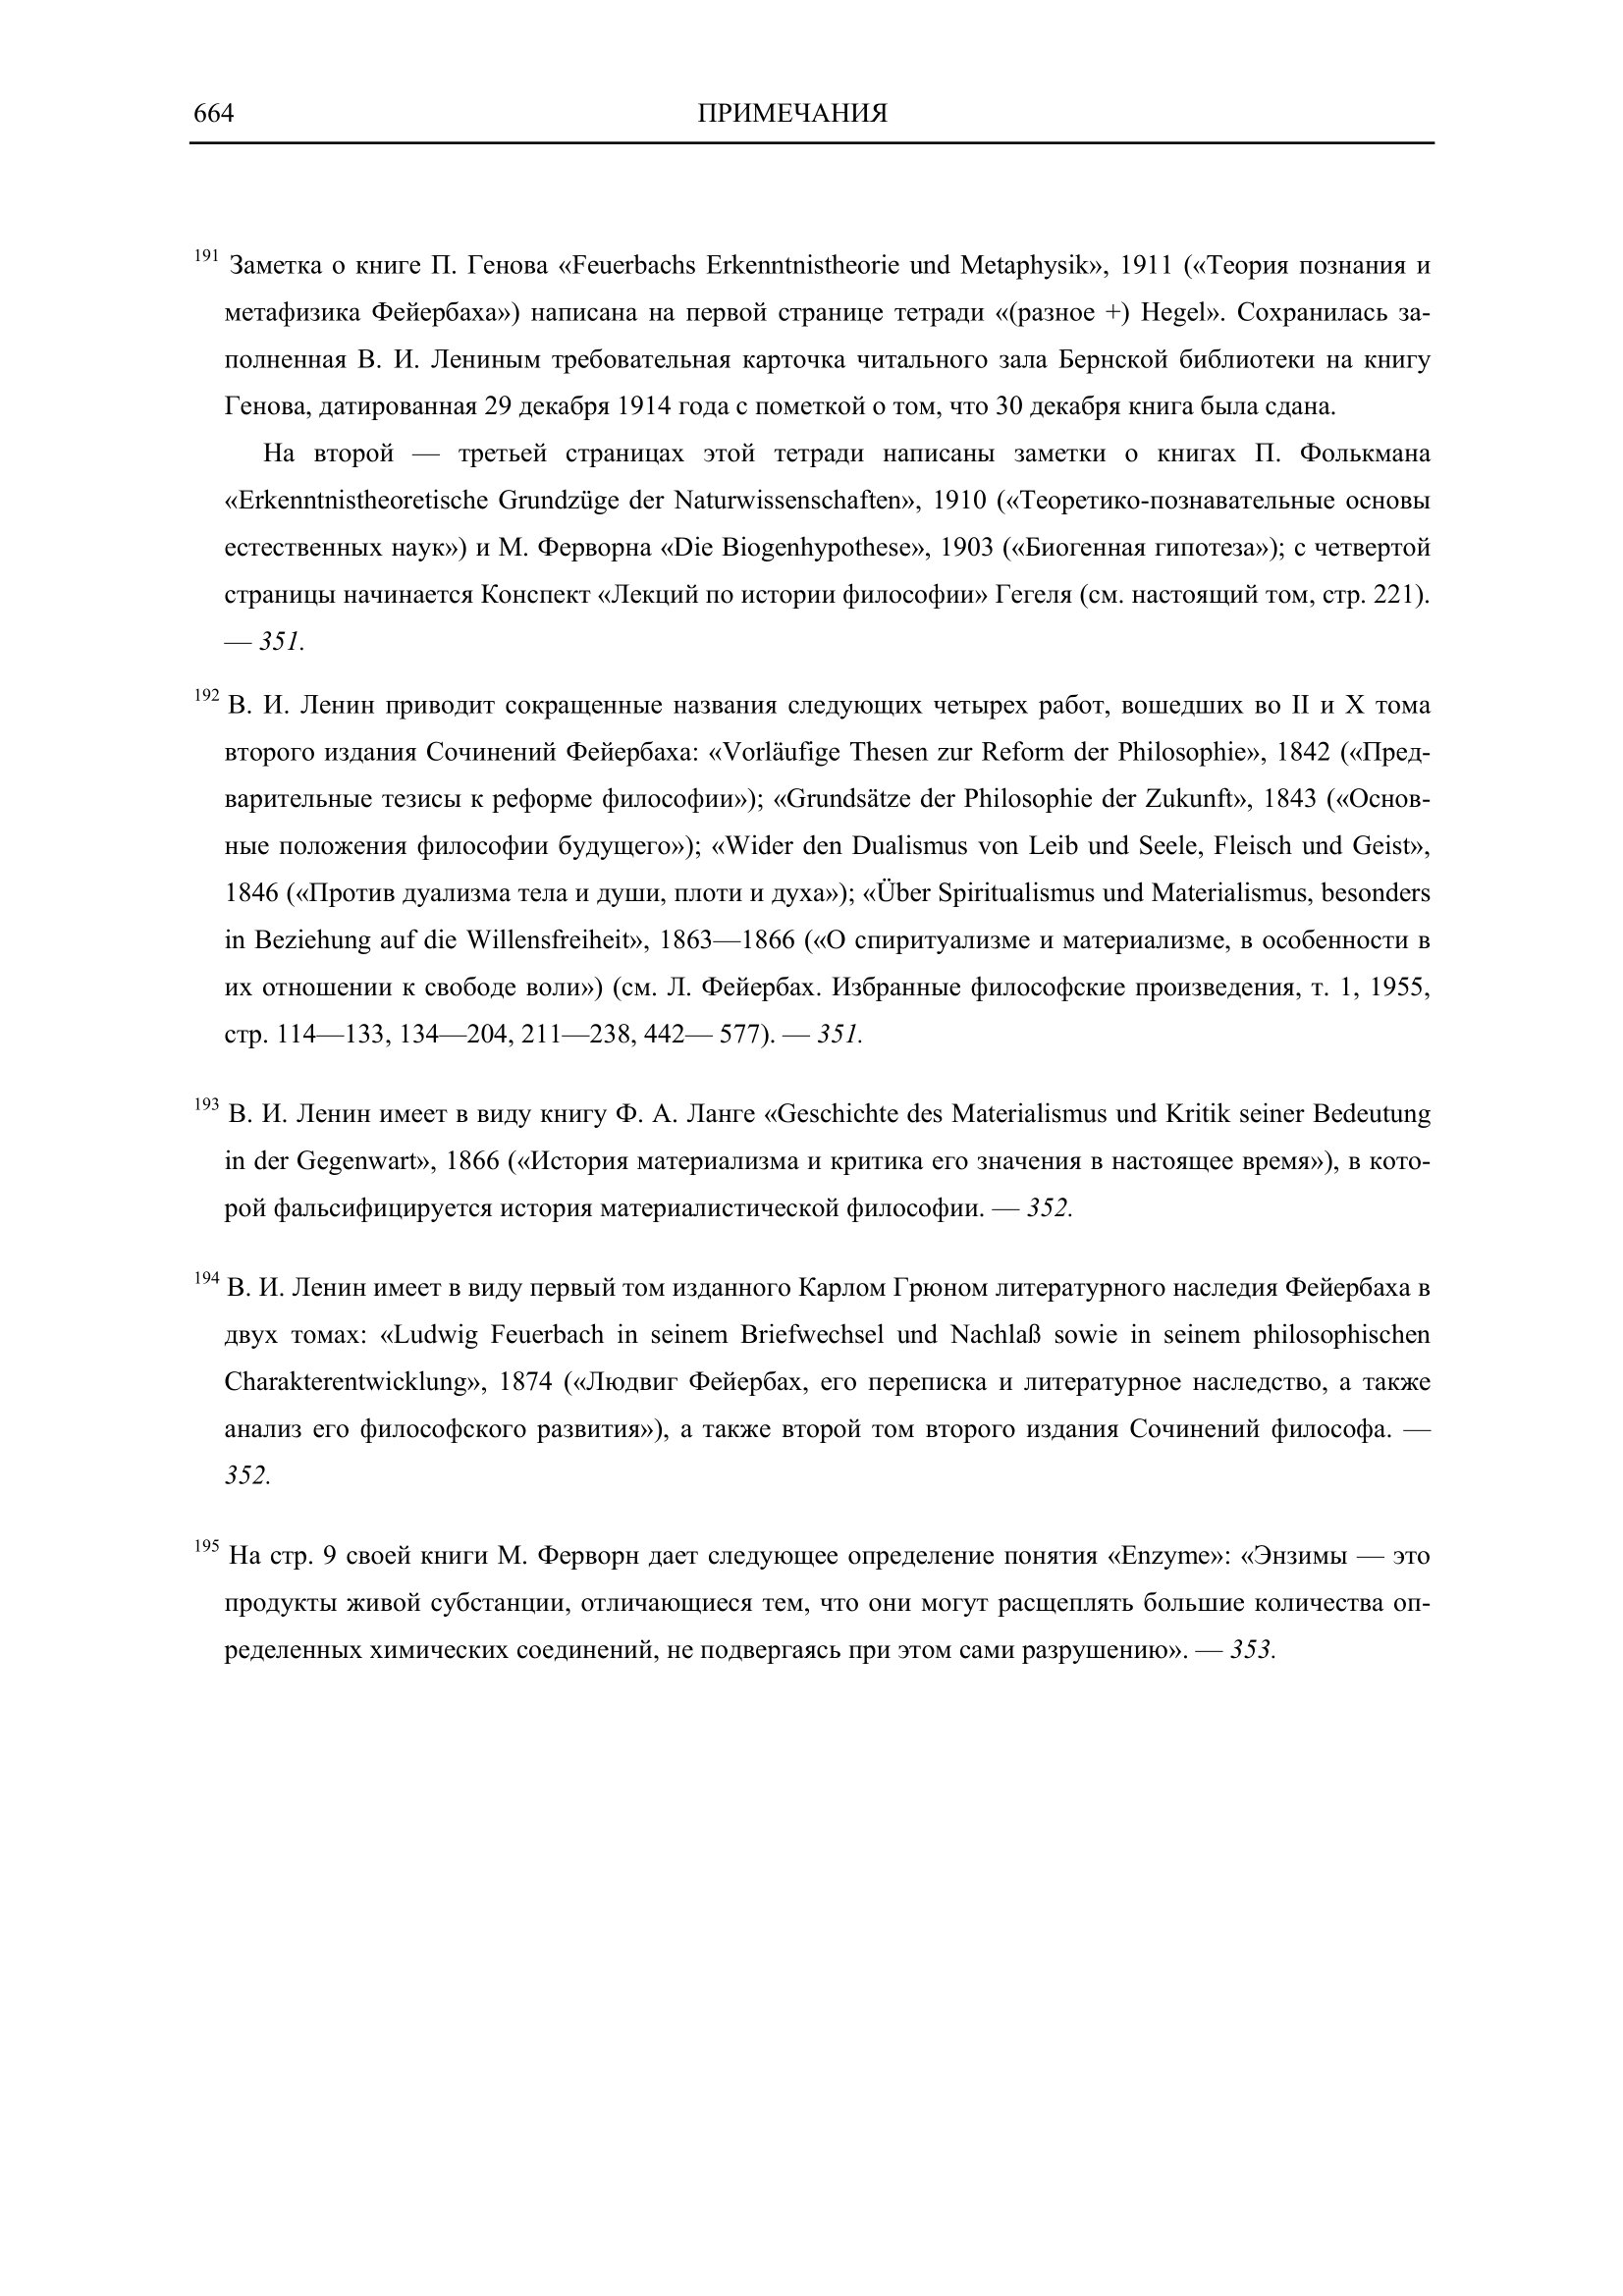 664 ПРИМЕЧАНИЯ
191 Заметка о книге П. Генова «Feuerbachs Erkenntnistheorie und Metaphysik», 1911 («Теория познания и
метафизика Фейербаха») написана на первой странице тетради «(разное +) Hegel». Сохранилась за-
полненная В. И. Лениным требовательная карточка читального зала Бернской библиотеки на книгу
Генова, датированная 29 декабря 1914 года с пометкой о том, что 30 декабря книга была сдана.
На второй — третьей страницах этой тетради написаны заметки о книгах П. Фолькмана
«Erkenntnistheoretische Grundzüge der Naturwissenschaften», 1910 («Теоретико-познавательные основы
естественных наук») и М. Ферворна «Die Biogenhypothese», 1903 («Биогенная гипотеза»); с четвертой
страницы начинается Конспект «Лекций по истории философии» Гегеля (см. настоящий том, стр. 221).
— 351.
192 В. И. Ленин приводит сокращенные названия следующих четырех работ, вошедших во II и X тома
второго издания Сочинений Фейербаха: «Vorläufige Thesen zur Reform der Philosophie», 1842 («Пред-
варительные тезисы к реформе философии»); «Grundsätze der Philosophie der Zukunft», 1843 («Основ-
ные положения философии будущего»); «Wider den Dualismus von Leib und Seele, Fleisch und Geist»,
1846 («Против дуализма тела и души, плоти и духа»); «Über Spiritualismus und Materialismus, besonders
in Beziehung auf die Willensfreiheit», 1863—1866 («О спиритуализме и материализме, в особенности в
их отношении к свободе воли») (см. Л. Фейербах. Избранные философские произведения, т. 1, 1955,
стр. 114—133, 134—204, 211—238, 442— 577). — 351.
193 В. И. Ленин имеет в виду книгу Ф. А. Ланге «Geschichte des Materialismus und Kritik seiner Bedeutung
in der Gegenwart», 1866 («История материализма и критика его значения в настоящее время»), в кото-
рой фальсифицируется история материалистической философии. — 352.
194 В. И. Ленин имеет в виду первый том изданного Карлом Грюном литературного наследия Фейербаха в
двух томах: «Ludwig Feuerbach in seinem Briefwechsel und Nachlaß sowie in seinem philosophischen
Charakterentwicklung», 1874 («Людвиг Фейербах, его переписка и литературное наследство, а также
анализ его философского развития»), а также второй том второго издания Сочинений философа. —
352.
195 На стр. 9 своей книги М. Ферворн дает следующее определение понятия «Enzyme»: «Энзимы — это
продукты живой субстанции, отличающиеся тем, что они могут расщеплять большие количества оп-
ределенных химических соединений, не подвергаясь при этом сами разрушению». — 353.